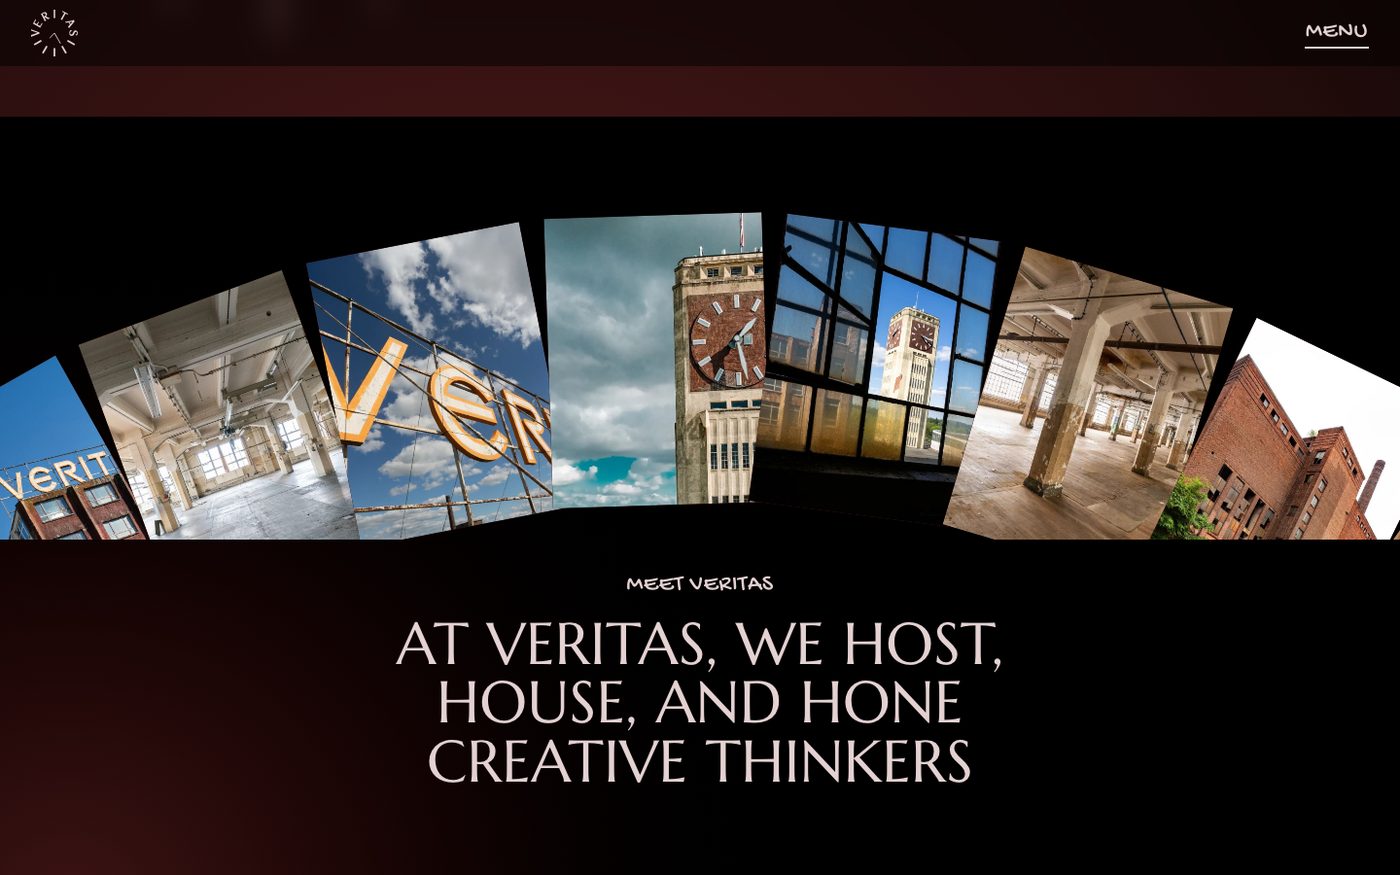 VERITAS
MENU
VERIT
VER
MEET VERITAS
AT VERITAS, WE HOST,
HOUSE, AND HONE
CREATIVE THINKERS